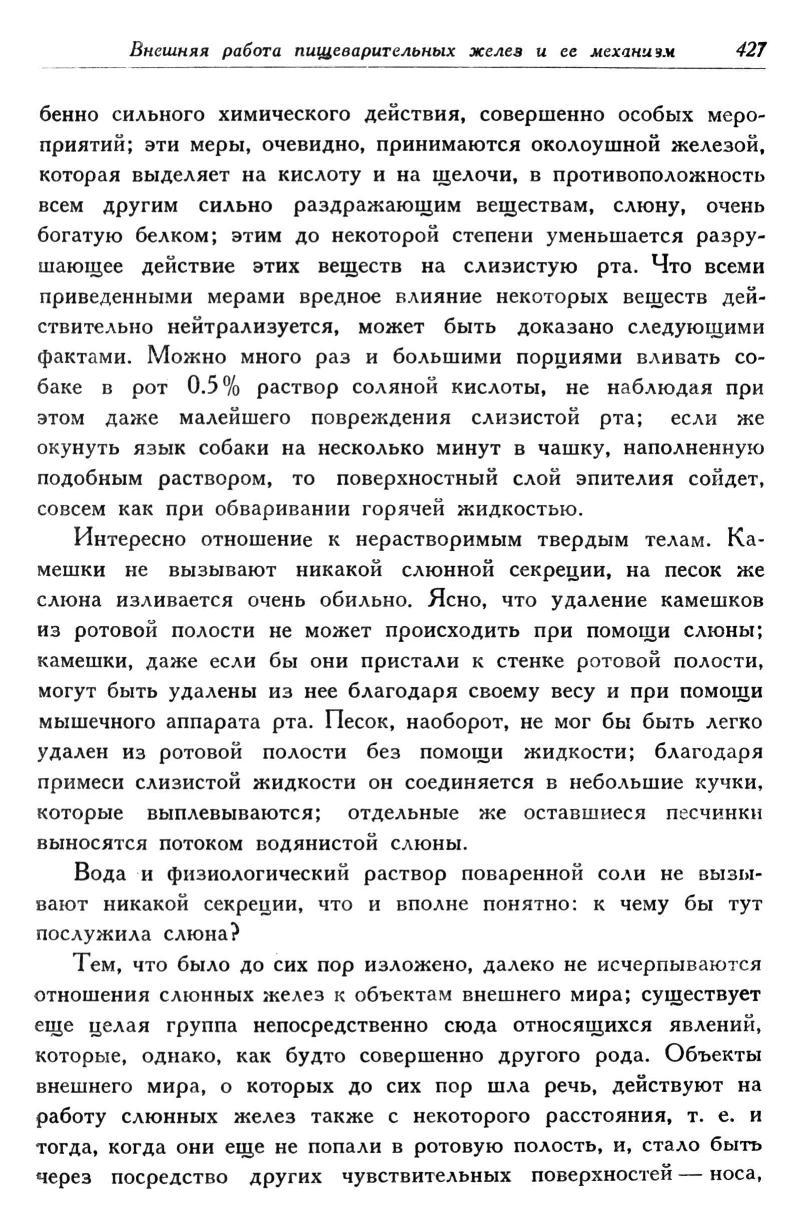 Внешняя работа пищеварительных желез и ее механизм 427
бенно сильного химического действия, совершенно особых меро-
приятий; эти меры, очевидно, принимаются околоушной железой,
которая выделяет на кислоту и на щелочи, в противоположность
всем другим сильно раздражающим веществам, слюну, очень
богатую белком; этим до некоторой степени уменьшается разру-
шающее действие этих веществ на слизистую рта. Что всеми
приведенными мерами вредное влияние некоторых веществ дей-
ствительно нейтрализуется, может быть доказано следующими
фактами. Можно много раз и большими порциями вливать со-
баке в рот 0.5% раствор соляной кислоты, не наблюдая при
этом даже малейшего повреждения слизистой рта; если же
окунуть язык собаки на несколько минут в чашку, наполненную
подобным раствором, то поверхностный слой эпителия сойдет,
совсем как при обваривании горячей жидкостью.
Интересно отношение к нерастворимым твердым телам. Ка-
мешки не вызывают никакой слюнной секреции, на песок же
слюна изливается очень обильно. Ясно, что удаление камешков
из ротовой полости не может происходить при помощи слюны;
камешки, даже если бы они пристали к стенке ротовой полости,
могут быть удалены из нее благодаря своему весу и при помощи
мышечного аппарата рта. Песок, наоборот, не мог бы быть легко
удален из ротовой полости без помощи жидкости; благодаря
примеси слизистой жидкости он соединяется в небольшие кучки,
которые выплевываются; отдельные же оставшиеся песчинки
выносятся потоком водянистой слюны.
Вода и физиологический раствор поваренной соли не вызы-
вают никакой секреции, что и вполне понятно: к чему бы тут
послужила слюна?
Тем, что было до сих пор изложено, далеко не исчерпываются
отношения слюнных желез к объектам внешнего мира; существует
еще целая группа непосредственно сюда относящихся явлений,
которые, однако, как будто совершенно другого рода. Объекты
внешнего мира, о которых до сих пор шла речь, действуют на
работу слюнных желез также с некоторого расстояния, т. е. и
тогда, когда они еще не попали в ротовую полость, и, стало быть
через посредство других чувствительных поверхностей — носа,